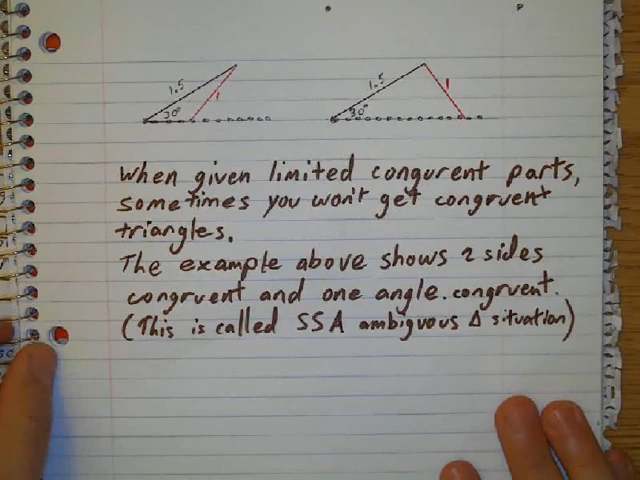 1.5 1 1.5 1
30° 30°
When given limited congurent parts,
sometimes you won't get congruent
triangles.
The example above shows 2 sides
congruent and one angle.congruent.
(This is called SSA ambiguous Δ situation)